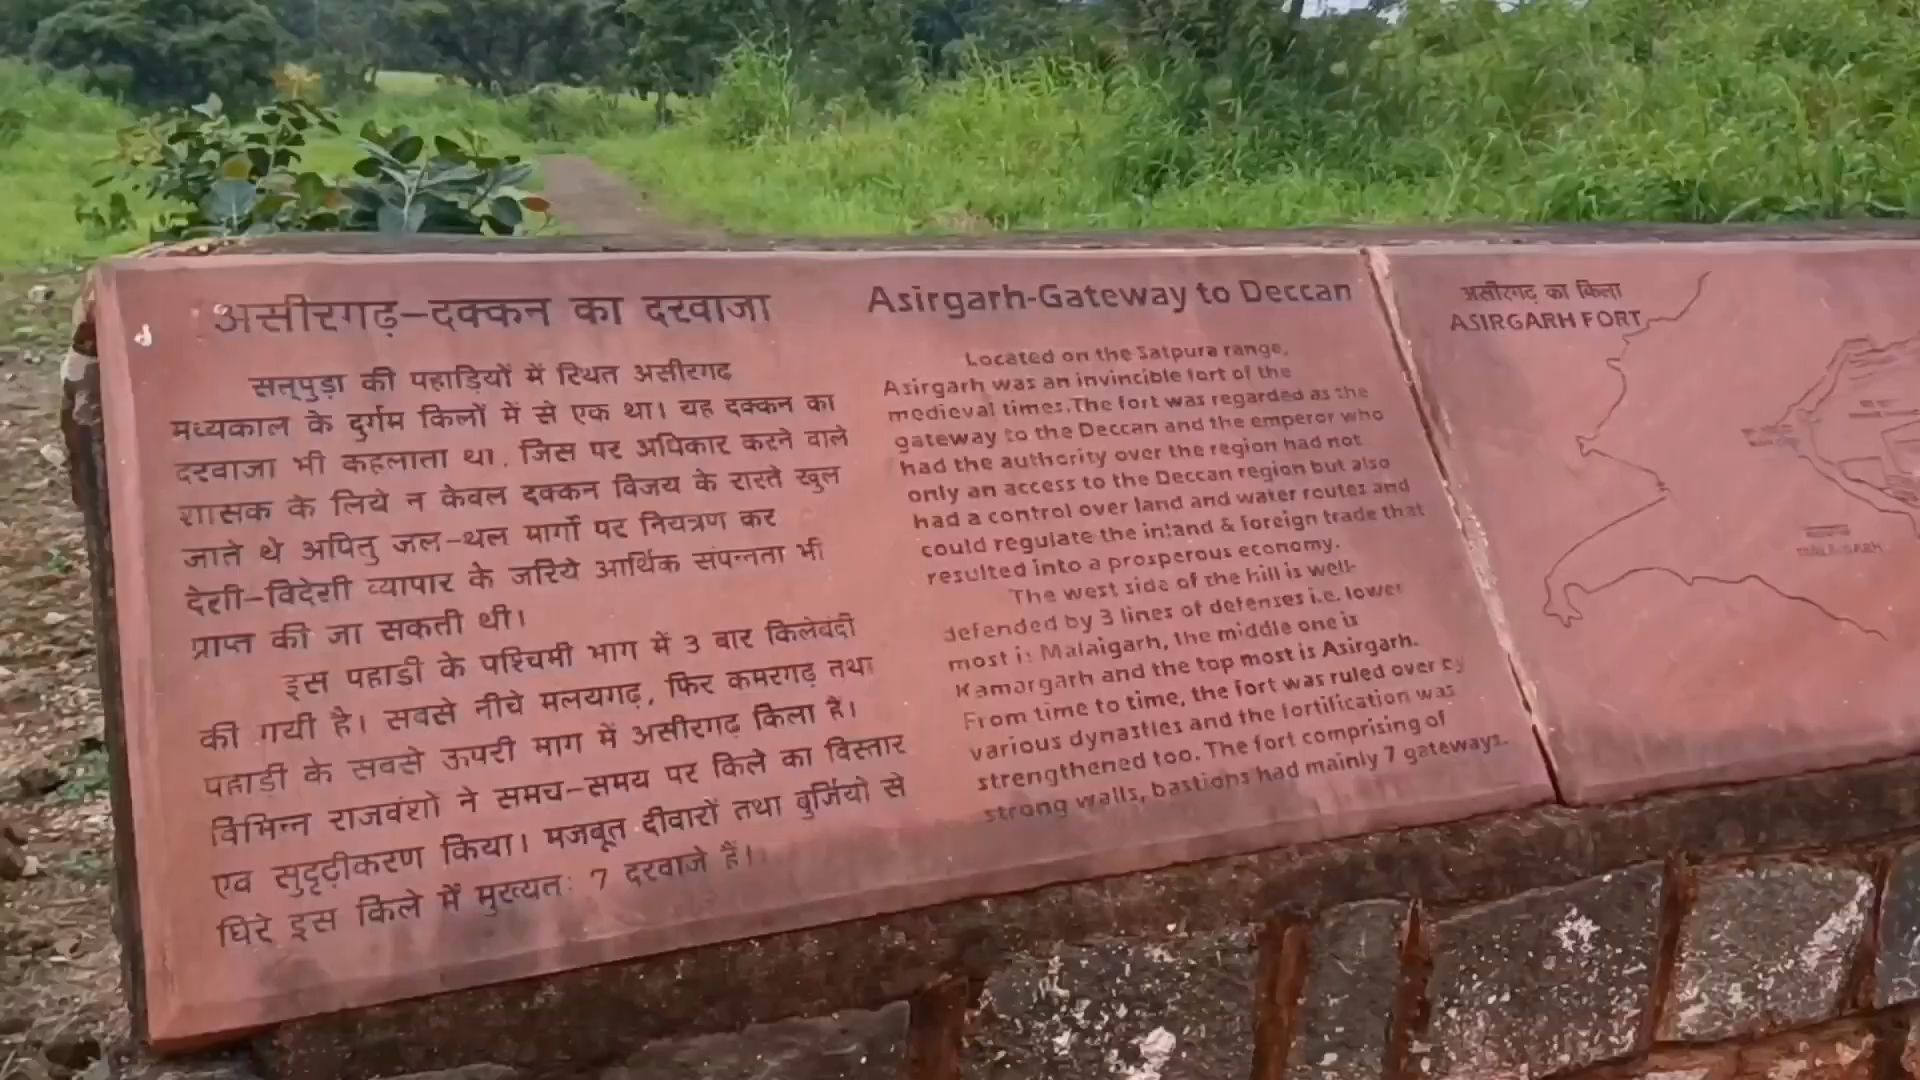 असीरगढ़–दक्कन का दरवाजा
सतपुड़ा की पहाड़ियों में स्थित असीरगढ
मध्यकाल के दुर्गम किलों में से एक था। यह दक्कन का
दरवाजा भी कहलाता था. जिस पर अधिकार करने वाले
शासक के लिये न केवल दक्कन विजय के रास्ते खुल
जाते थे अपितु जल–थल मार्गों पर नियत्रण कर
देशी–विदेशी व्यापार के जरिये आर्थिक संपन्नता भी
प्राप्त की जा सकती थी।
इस पहाडी के पश्चिमी भाग में 3 बार किलेबंदी
की गयी है। सबसे नीचे मलयगढ़, फिर कमरगढ़ तथा
पहाडी के सबसे ऊपरी भाग में असीरगढ़ किला है।
विभिन्न राजवंशो ने समय–समय पर किले का विस्तार
एव सुदृढ़ीकरण किया। मजबूत दीवारों तथा बुर्जियो से
घिरे इस किले में मुख्यतः 7 दरवाजे हैं।
Asirgarh-Gateway to Deccan
Located on the Satpura range,
Asirgarh was an invincible fort of the
medieval times.The fort was regarded as the
gateway to the Deccan and the emperor who
had the authority over the region had not
only an access to the Deccan region but also
had a control over land and water routes and
could regulate the inland & foreign trade that
resulted into a prosperous economy.
The west side of the hill is well-
defended by 3 lines of defenses i.e. lower
most is Malaigarh, the middle one is
Kamargarh and the top most is Asirgarh.
From time to time, the fort was ruled over by
various dynasties and the fortification was
strengthened too. The fort comprising of
strong walls, bastions had mainly 7 gateways.
असीरगढ़ का किला
ASIRGARH FORT